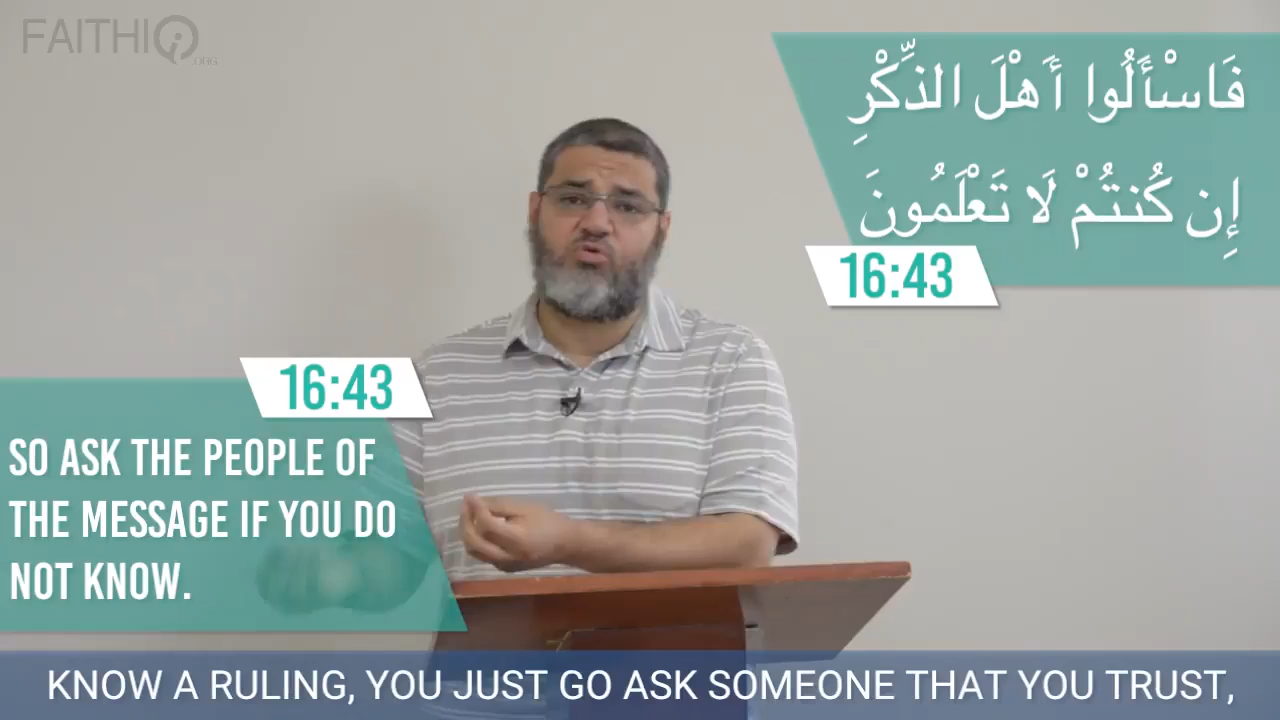 FAITHIQ.ORG
فَاسْأَلُوا أَهْلَ الذِّكْرِ
إِن كُنتُمْ لَا تَعْلَمُونَ
16:43
16:43
SO ASK THE PEOPLE OF
THE MESSAGE IF YOU DO
NOT KNOW.
KNOW A RULING, YOU JUST GO ASK SOMEONE THAT YOU TRUST,